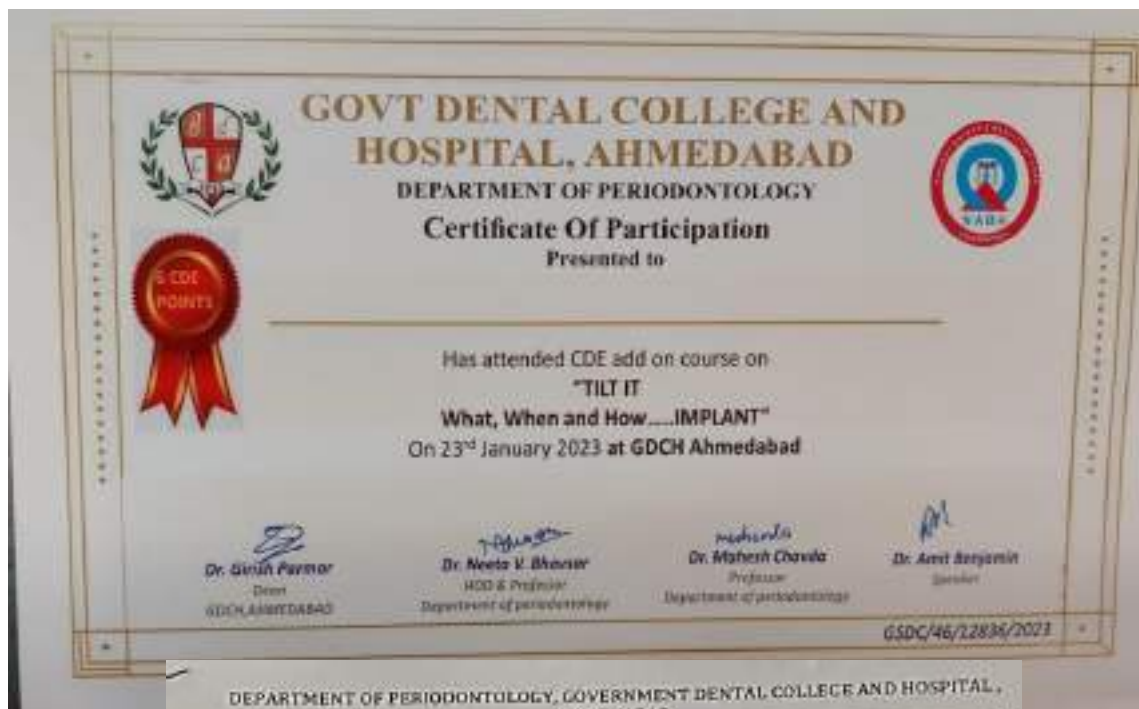 GOVT DENTAL COLLEGE AND
HOSPITAL, AHMEDABAD
DEPARTMENT OF PERIODONTOLOGY
Certificate Of Participation
Presented to
6 CDE
POINTS
Has attended CDE add on course on
"TILT IT
What, When and How.....IMPLANT"
On 23rd January 2023 at GDCH Ahmedabad
Dr. Girish Parmar
Dean
GDCH, AHMEDABAD
Dr. Neeta V. Bhavsar
HOD & Professor
Department of periodontology
Dr. Mahesh Chavda
Professor
Department of periodontology
Dr. Amit Benjamin
Speaker
GSDC/46/12836/2023
DEPARTMENT OF PERIODONTOLOGY, GOVERNMENT DENTAL COLLEGE AND HOSPITAL,